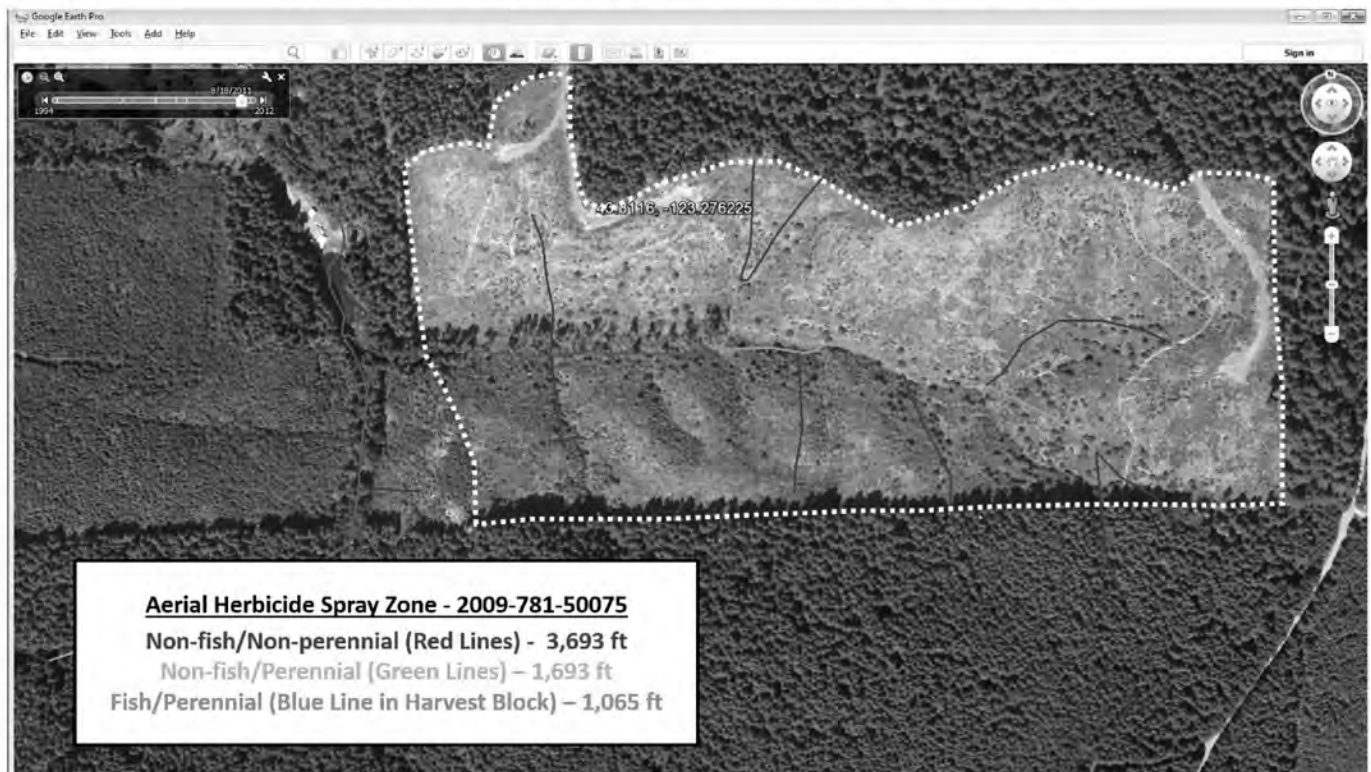 Google Earth Pro
File Edit View Tools Add Help
Sign in
8/18/2011
1994 2012
N
43.8116, -123.276225
Aerial Herbicide Spray Zone - 2009-781-50075
Non-fish/Non-perennial (Red Lines) - 3,693 ft
Non-fish/Perennial (Green Lines) – 1,693 ft
Fish/Perennial (Blue Line in Harvest Block) – 1,065 ft